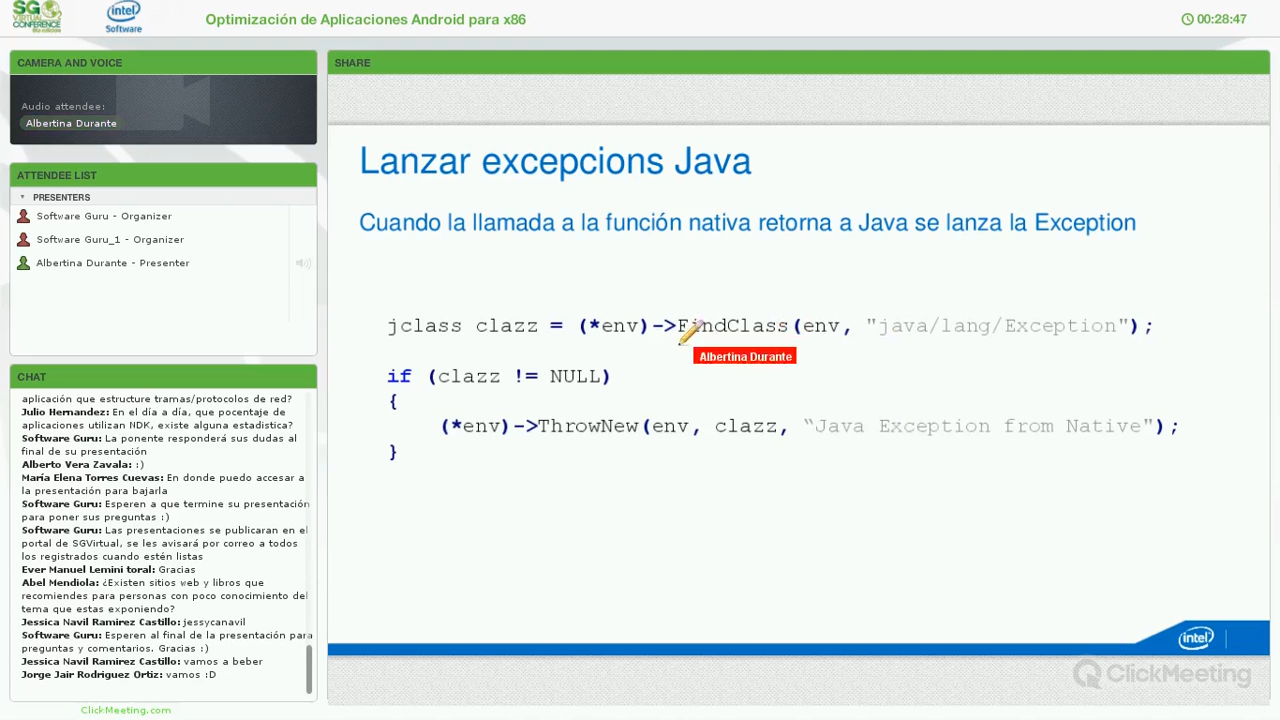 SG
VIRTUAL
CONFERENCE
intel
Software
Optimización de Aplicaciones Android para x86
00:28:47
CAMERA AND VOICE
Audio attendee:
Albertina Durante
ATTENDEE LIST
PRESENTERS
Software Guru - Organizer
Software Guru_1 - Organizer
Albertina Durante - Presenter
CHAT
aplicación que estructure tramas/protocolos de red?
Julio Hernandez: En el día a día, que pocentaje de
aplicaciones utilizan NDK, existe alguna estadistica?
Software Guru: La ponente responderá sus dudas al
final de su presentación
Alberto Vera Zavala: :)
María Elena Torres Cuevas: En donde puedo accesar a
la presentación para bajarla
Software Guru: Esperen a que termine su presentación
para poner sus preguntas :)
Software Guru: Las presentaciones se publicaran en el
portal de SGVirtual, se les avisará por correo a todos
los registrados cuando estén listas
Ever Manuel Lemini toral: Gracias
Abel Mendiola: ¿Existen sitios web y libros que
recomiendes para personas con poco conocimiento del
tema que estas exponiendo?
Jessica Navil Ramirez Castillo: jessycanavil
Software Guru: Esperen al final de la presentación para
preguntas y comentarios. Gracias :)
Jessica Navil Ramirez Castillo: vamos a beber
Jorge Jair Rodriguez Ortiz: vamos :D
ClickMeeting.com
SHARE
Lanzar excepcions Java
Cuando la llamada a la función nativa retorna a Java se lanza la Exception
jclass clazz = (*env)->FindClass(env, "java/lang/Exception");
Albertina Durante
if (clazz != NULL)
{
(*env)->ThrowNew(env, clazz, “Java Exception from Native");
}
intel
ClickMeeting